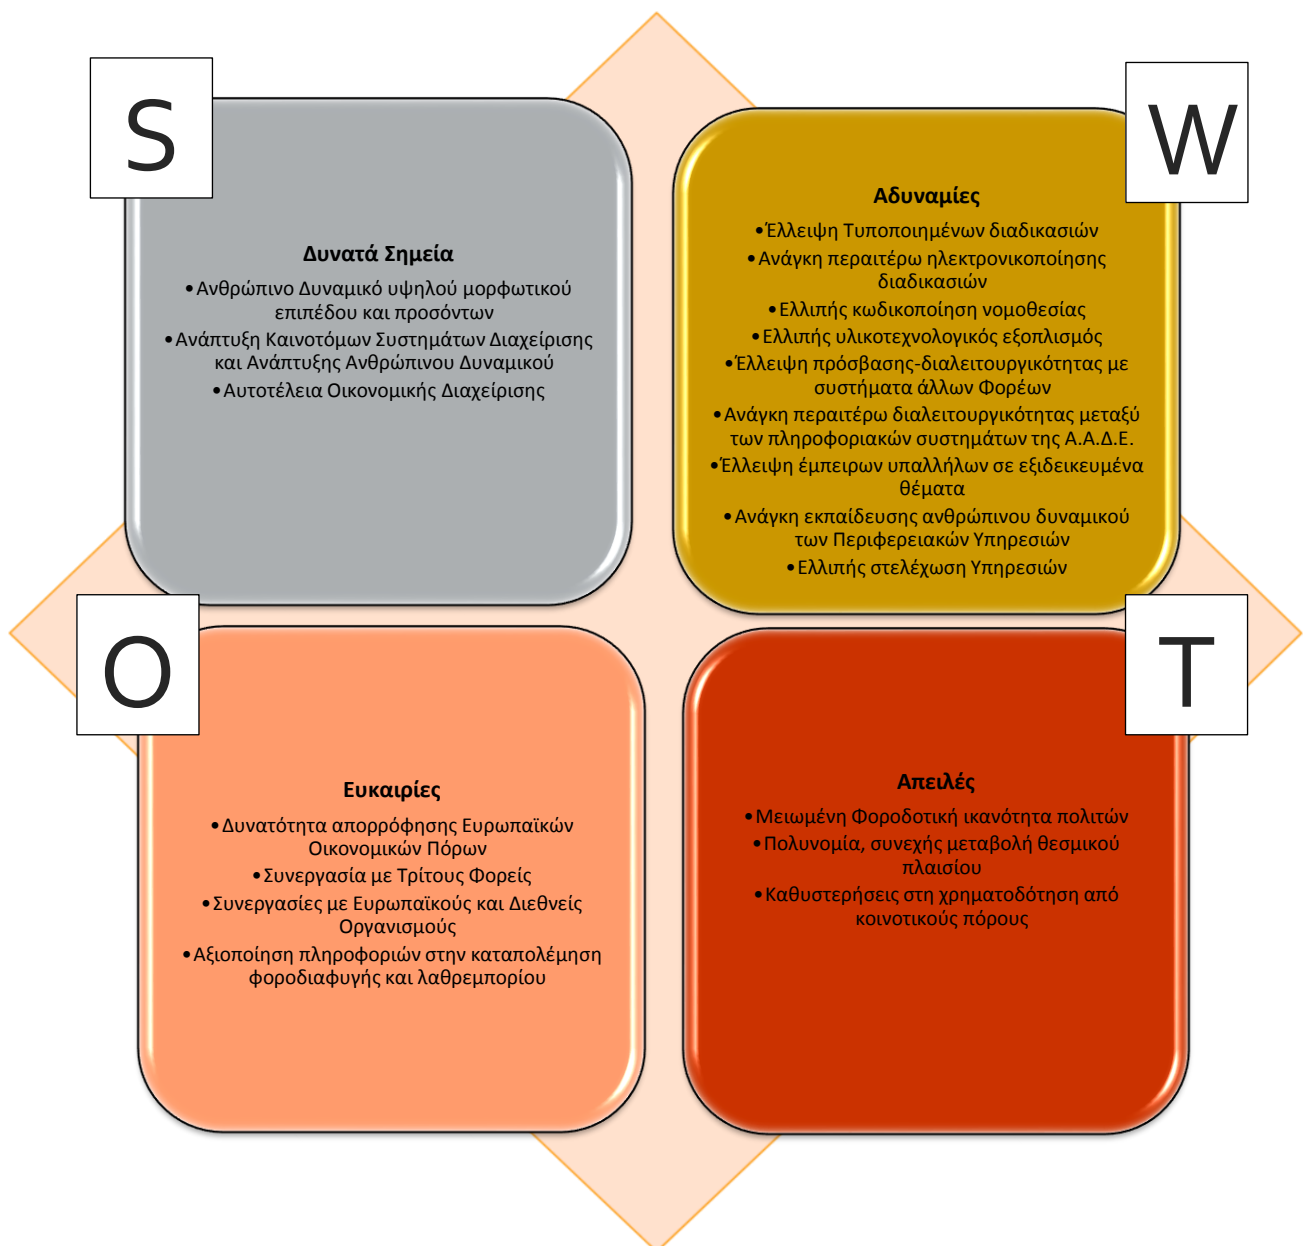 S
Δυνατά Σημεία
•Ανθρώπινο Δυναμικό υψηλού μορφωτικού
επιπέδου και προσόντων
•Ανάπτυξη Καινοτόμων Συστημάτων Διαχείρισης
και Ανάπτυξης Ανθρώπινου Δυναμικού
•Αυτοτέλεια Οικονομικής Διαχείρισης
W
Αδυναμίες
•Έλλειψη Τυποποιημένων διαδικασιών
•Ανάγκη περαιτέρω ηλεκτρονικοποίησης
διαδικασιών
•Ελλιπής κωδικοποίηση νομοθεσίας
•Ελλιπής υλικοτεχνολογικός εξοπλισμός
•Έλλειψη πρόσβασης-διαλειτουργικότητας με
συστήματα άλλων Φορέων
•Ανάγκη περαιτέρω διαλειτουργικότητας μεταξύ
των πληροφοριακών συστημάτων της Α.Α.Δ.Ε.
•Έλλειψη έμπειρων υπαλλήλων σε εξιδεικευμένα
θέματα
•Ανάγκη εκπαίδευσης ανθρώπινου δυναμικού
των Περιφερειακών Υπηρεσιών
•Ελλιπής στελέχωση Υπηρεσιών
O
Ευκαιρίες
•Δυνατότητα απορρόφησης Ευρωπαϊκών
Οικονομικών Πόρων
•Συνεργασία με Τρίτους Φορείς
•Συνεργασίες με Ευρωπαϊκούς και Διεθνείς
Οργανισμούς
•Αξιοποίηση πληροφοριών στην καταπολέμηση
φοροδιαφυγής και λαθρεμπορίου
T
Απειλές
•Μειωμένη Φοροδοτική ικανότητα πολιτών
•Πολυνομία, συνεχής μεταβολή θεσμικού
πλαισίου
•Καθυστερήσεις στη χρηματοδότηση από
κοινοτικούς πόρους